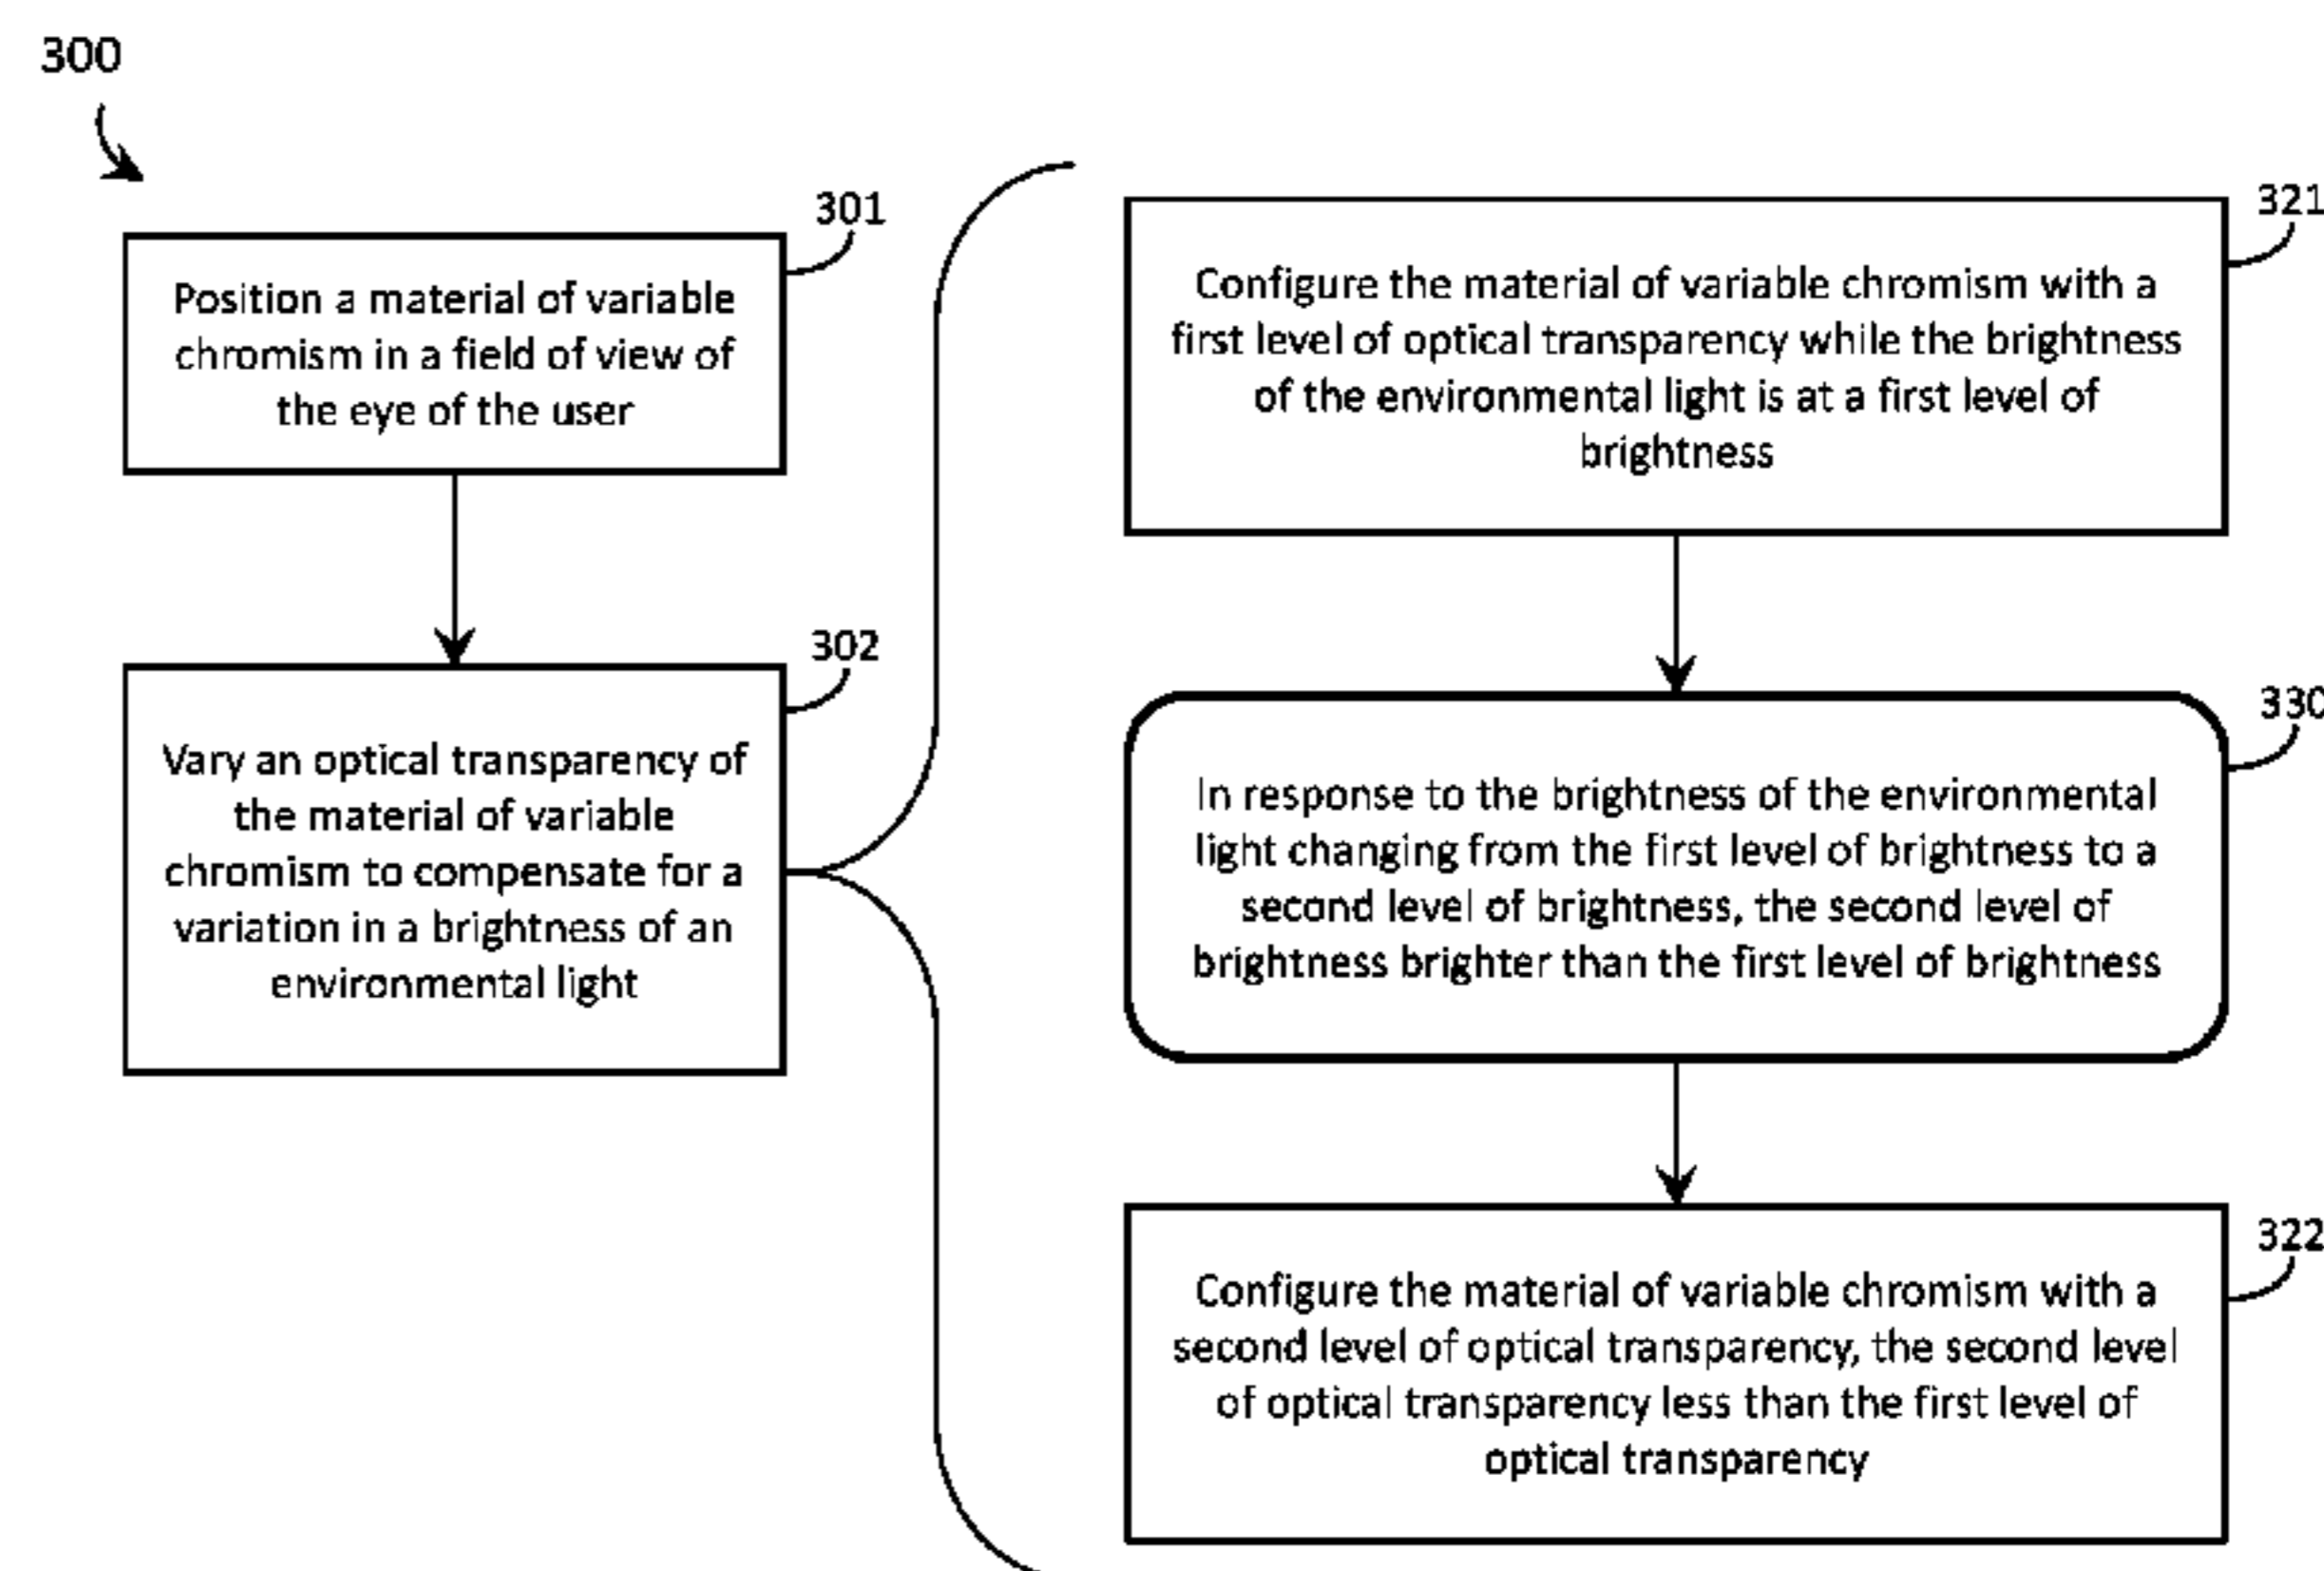 300
301
Position a material of variable
chromism in a field of view of
the eye of the user
302
Vary an optical transparency of
the material of variable
chromism to compensate for a
variation in a brightness of an
environmental light
321
Configure the material of variable chromism with a
first level of optical transparency while the brightness
of the environmental light is at a first level of
brightness
330
In response to the brightness of the environmental
light changing from the first level of brightness to a
second level of brightness, the second level of
brightness brighter than the first level of brightness
322
Configure the material of variable chromism with a
second level of optical transparency, the second level
of optical transparency less than the first level of
optical transparency